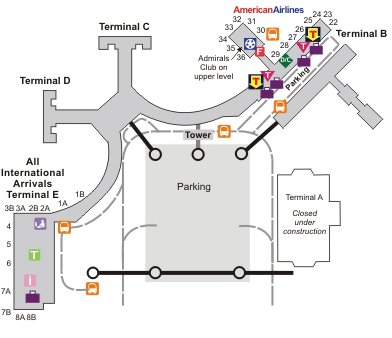 AmericanAirlines
Terminal C
33 32 31 30
34
35
36
Admirals
Club on
upper level
F
29 28 27 26 25 24 23 22
T
T
D/C
T
T
Terminal B
Parking
Terminal D
Tower
Parking
All
International
Arrivals
Terminal E
1B
1A
3B 3A 2B 2A
4
5
6
7A
7B
8A 8B
T
i
Terminal A
Closed
under
construction